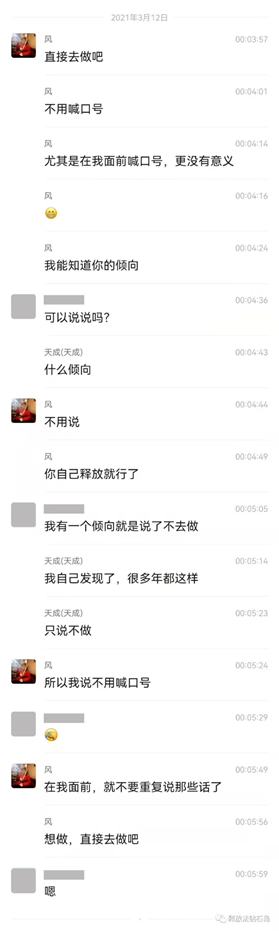 2021年3月12日
风 00:03:57
直接去做吧
风 00:04:01
不用喊口号
风 00:04:14
尤其是在我面前喊口号，更没有意义
风 00:04:16
风 00:04:24
我能知道你的倾向
00:04:36
可以说说吗?
天成(天成) 00:04:43
什么倾向
风 00:04:44
不用说
风 00:04:49
你自己释放就行了
00:05:05
我有一个倾向就是说了不去做
天成(天成) 00:05:14
我自己发现了，很多年都这样
天成(天成) 00:05:23
只说不做
风 00:05:24
所以我说不用喊口号
00:05:29
风 00:05:49
在我面前，就不要重复说那些话了
风 00:05:56
想做，直接去做吧
00:05:59
嗯